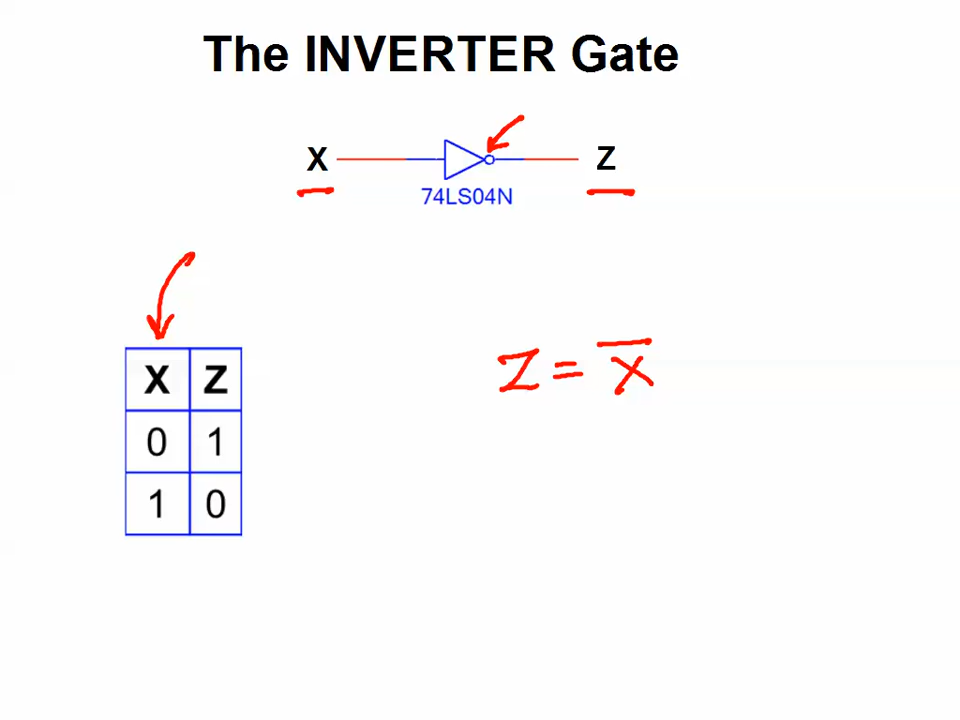 The INVERTER Gate
X Z
74LS04N
X Z
0 1
1 0
Z = X̅